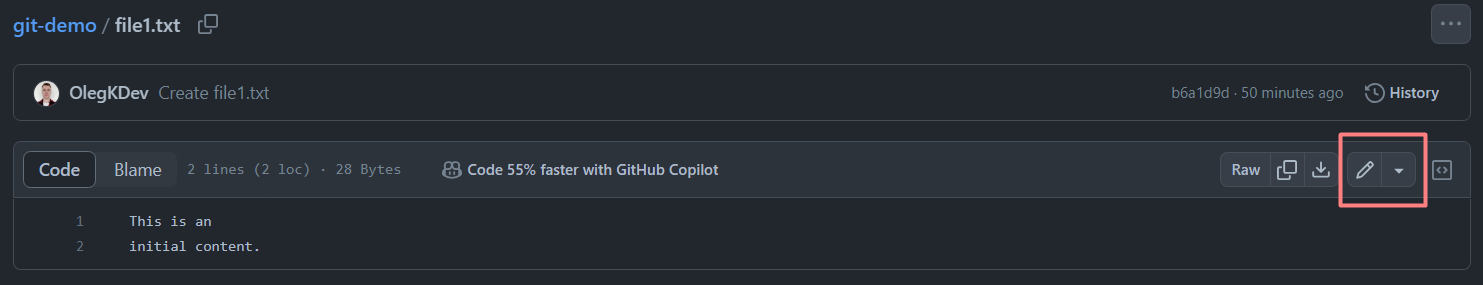 git-demo / file1.txt
...
OlegKDev Create file1.txt b6a1d9d · 50 minutes ago History
Code Blame 2 lines (2 loc) · 28 Bytes Code 55% faster with GitHub Copilot Raw
1 This is an
2 initial content.